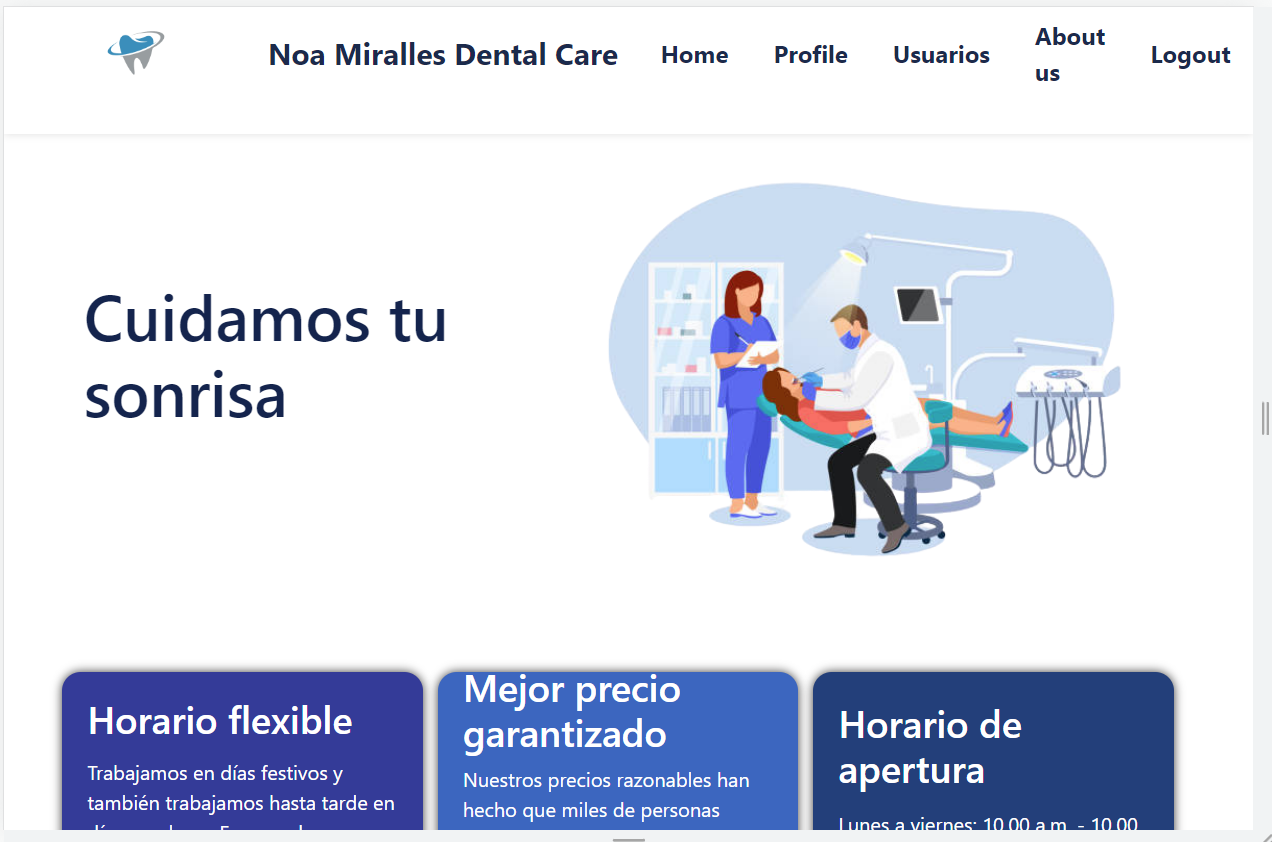 Noa Miralles Dental Care
Home
Profile
Usuarios
About
us
Logout
Cuidamos tu
sonrisa
Horario flexible
Trabajamos en días festivos y
también trabajamos hasta tarde en
Mejor precio
garantizado
Nuestros precios razonables han
hecho que miles de personas
Horario de
apertura
Lunes a viernes: 10.00 a.m. - 10.00